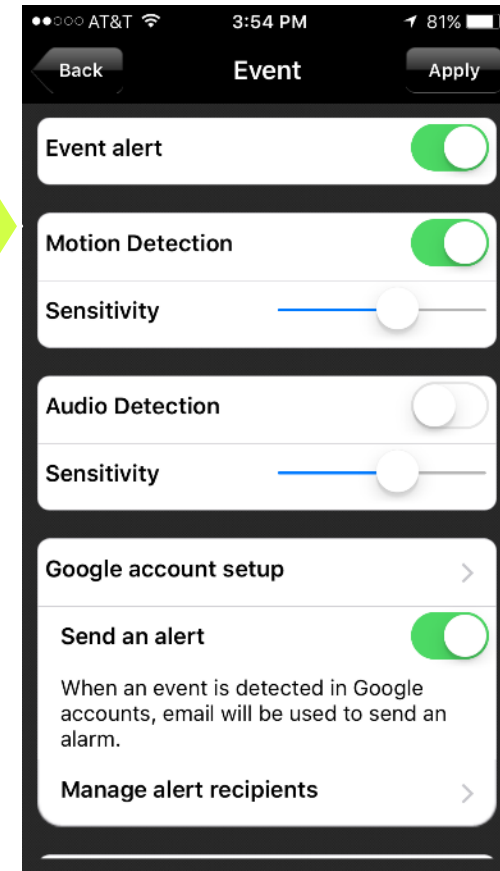 AT&T 3:54 PM 81%
Back Event Apply
Event alert
Motion Detection
Sensitivity
Audio Detection
Sensitivity
Google account setup
Send an alert
When an event is detected in Google
accounts, email will be used to send an
alarm.
Manage alert recipients